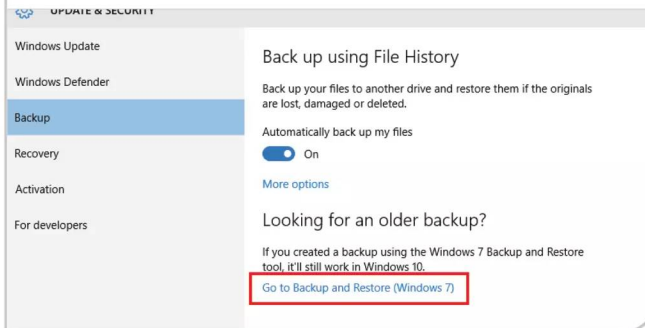 UPDATE & SECURITY
Windows Update
Windows Defender
Backup
Recovery
Activation
For developers
Back up using File History
Back up your files to another drive and restore them if the originals
are lost, damaged or deleted.
Automatically back up my files
On
More options
Looking for an older backup?
If you created a backup using the Windows 7 Backup and Restore
tool, it'll still work in Windows 10.
Go to Backup and Restore (Windows 7)